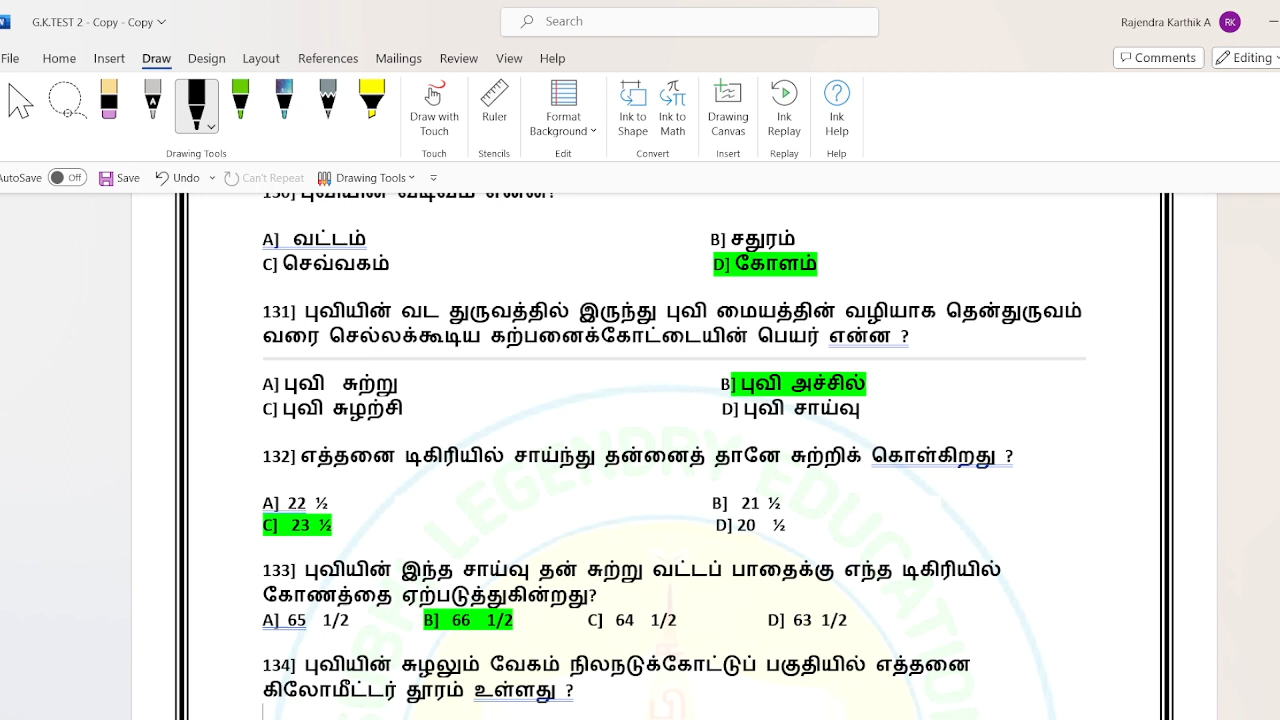 G.K.TEST 2 - Copy - Copy
Search
Rajendra Karthik A
RK
File Home Insert Draw Design Layout References Mailings Review View Help
Comments
Editing
Draw with Touch
Ruler
Format Background
Ink to Shape
Ink to Math
Drawing Canvas
Ink Replay
Ink Help
Drawing Tools
Touch
Stencils
Edit
Convert
Insert
Replay
Help
AutoSave Off Save Undo Can't Repeat Drawing Tools
130] புவியின் வடிவம் என்ன?
A] வட்டம் B] சதுரம்
C] செவ்வகம் D] கோளம்
131] புவியின் வட துருவத்தில் இருந்து புவி மையத்தின் வழியாக தென்துருவம்
வரை செல்லக்கூடிய கற்பனைக்கோட்டையின் பெயர் என்ன ?
A] புவி சுற்று B] புவி அச்சில்
C] புவி சுழற்சி D] புவி சாய்வு
132] எத்தனை டிகிரியில் சாய்ந்து தன்னைத் தானே சுற்றிக் கொள்கிறது ?
A] 22 ½ B] 21 ½
C] 23 ½ D] 20 ½
133] புவியின் இந்த சாய்வு தன் சுற்று வட்டப் பாதைக்கு எந்த டிகிரியில்
கோணத்தை ஏற்படுத்துகின்றது?
A] 65 1/2 B] 66 1/2 C] 64 1/2 D] 63 1/2
134] புவியின் சுழலும் வேகம் நிலநடுக்கோட்டுப் பகுதியில் எத்தனை
கிலோமீட்டர் தூரம் உள்ளது ?
LEGENDRY EDUCATION